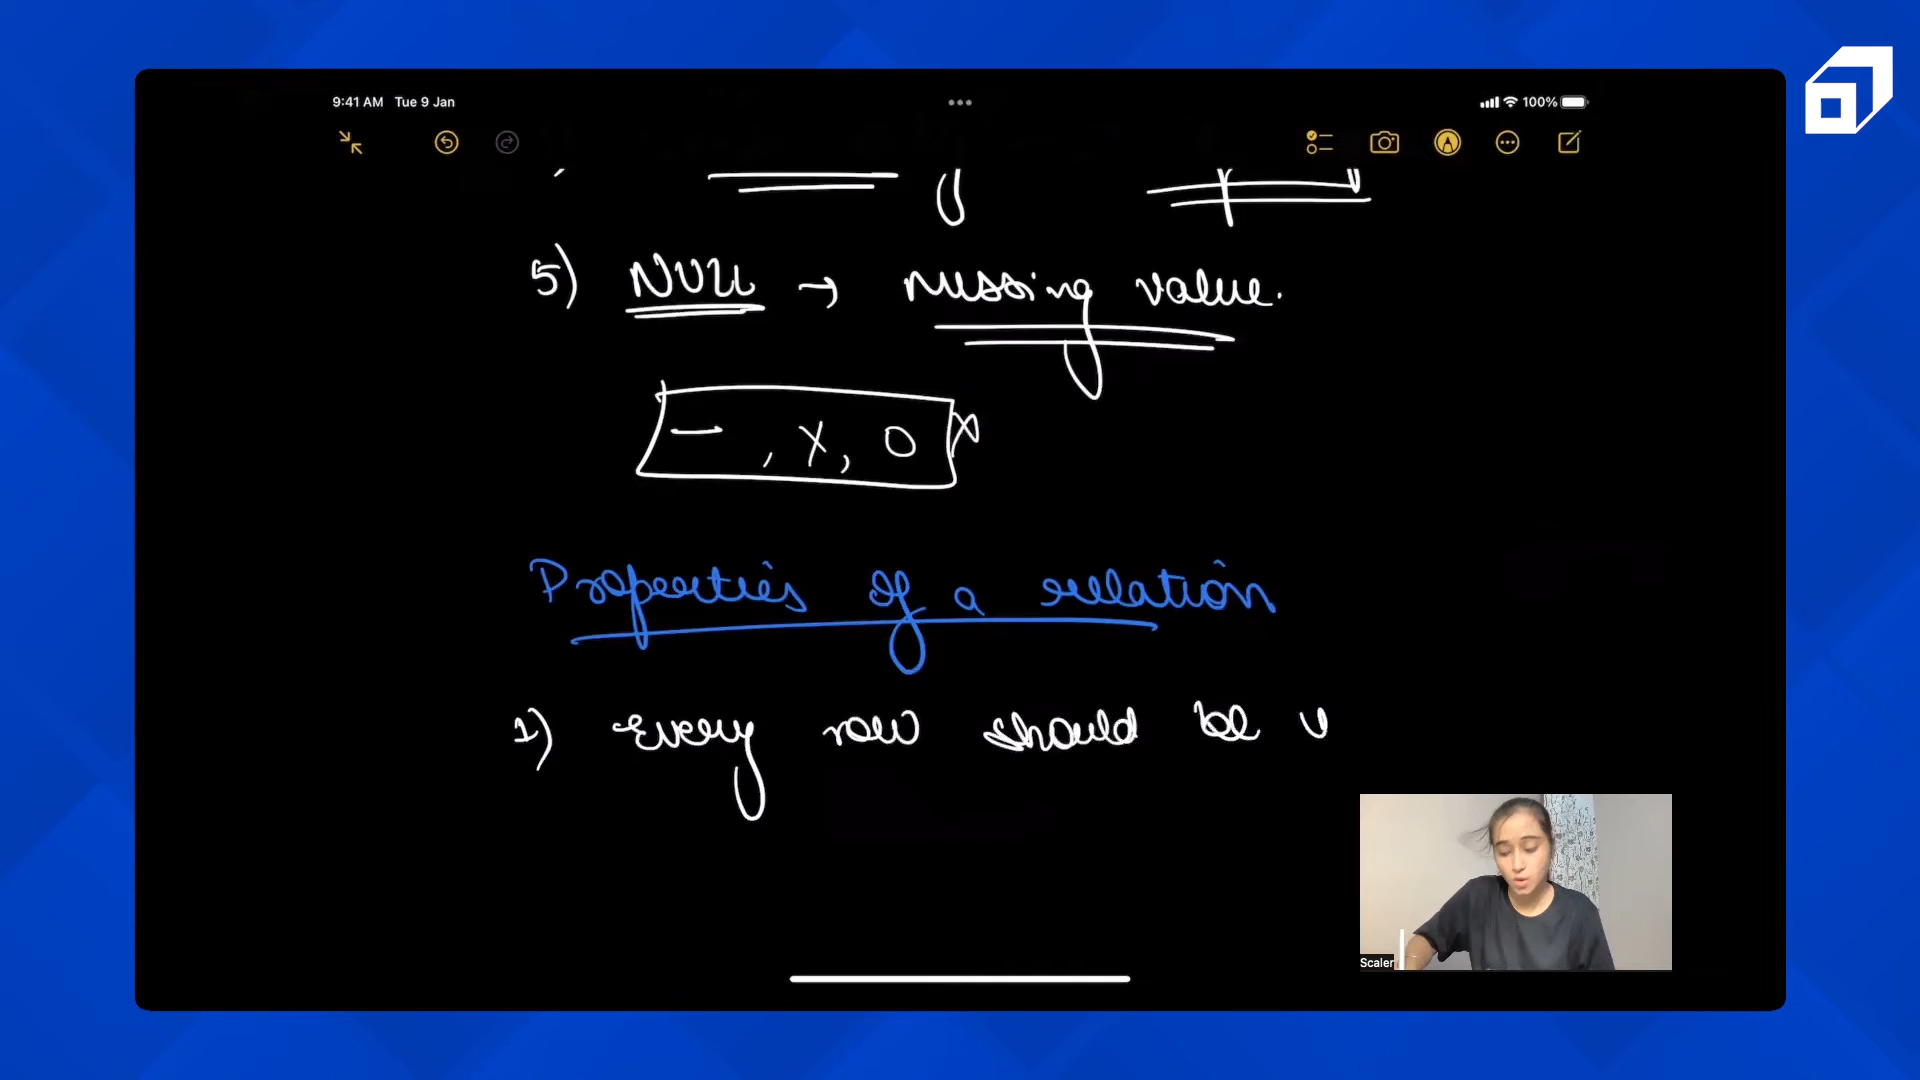 9:41 AM Tue 9 Jan
100%
5) NULL → missing value.
– , X, 0 X
Properties of a relation
1) Every row should be u
Scaler